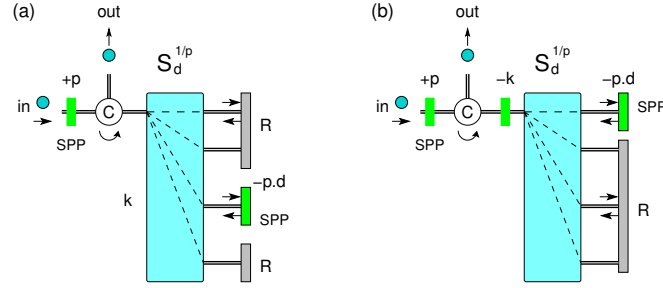 (a)
out
+p
S_d^{1/p}
in
C
SPP
R
k
−p.d
SPP
R
(b)
out
+p
−k
S_d^{1/p}
−p.d
in
C
SPP
SPP
R